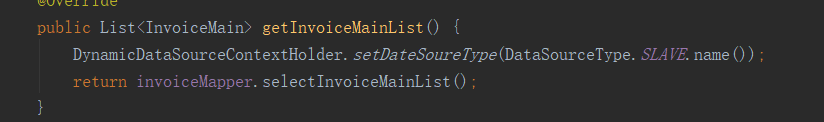 @Override
public List<InvoiceMain> getInvoiceMainList() {
DynamicDataSourceContextHolder.setDateSoureType(DataSourceType.SLAVE.name());
return invoiceMapper.selectInvoiceMainList();
}